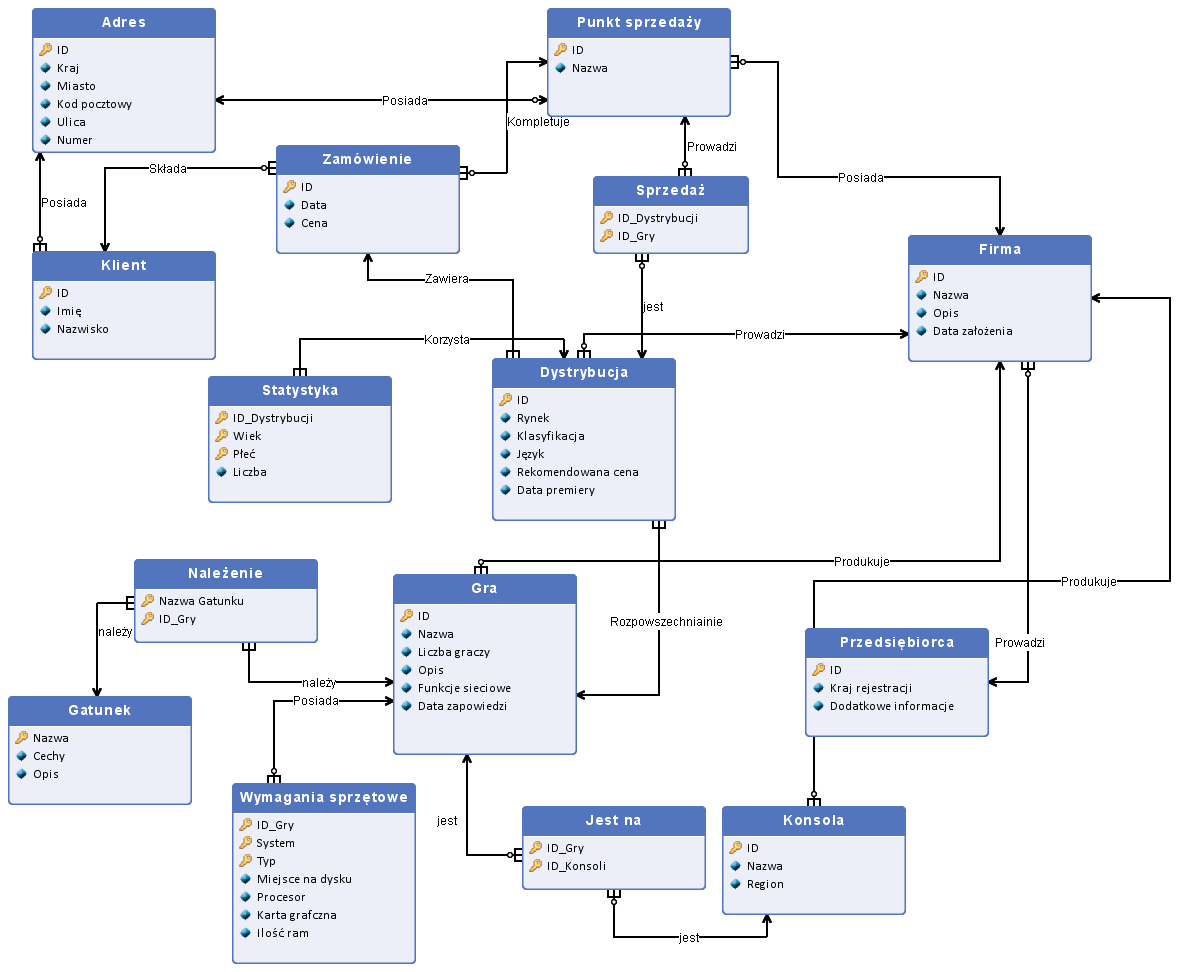 Adres
ID
Kraj
Miasto
Kod pocztowy
Ulica
Numer
Punkt sprzedaży
ID
Nazwa
Posiada
Kompletuje
Zamówienie
ID
Data
Cena
Składa
Prowadzi
Sprzedaż
ID_Dystrybucji
ID_Gry
Posiada
Posiada
Klient
ID
Imię
Nazwisko
Firma
ID
Nazwa
Opis
Data założenia
Zawiera
jest
Korzysta
Prowadzi
Statystyka
ID_Dystrybucji
Wiek
Płeć
Liczba
Dystrybucja
ID
Rynek
Klasyfikacja
Język
Rekomendowana cena
Data premiery
Produkuje
Produkuje
Należenie
Nazwa Gatunku
ID_Gry
należy
Gra
ID
Nazwa
Liczba graczy
Opis
Funkcje sieciowe
Data zapowiedzi
Rozpowszechniainie
Przedsiębiorca
ID
Kraj rejestracji
Dodatkowe informacje
Prowadzi
należy
Posiada
Gatunek
Nazwa
Cechy
Opis
Wymagania sprzętowe
ID_Gry
System
Typ
Miejsce na dysku
Procesor
Karta grafczna
Ilość ram
jest
Jest na
ID_Gry
ID_Konsoli
Konsola
ID
Nazwa
Region
jest